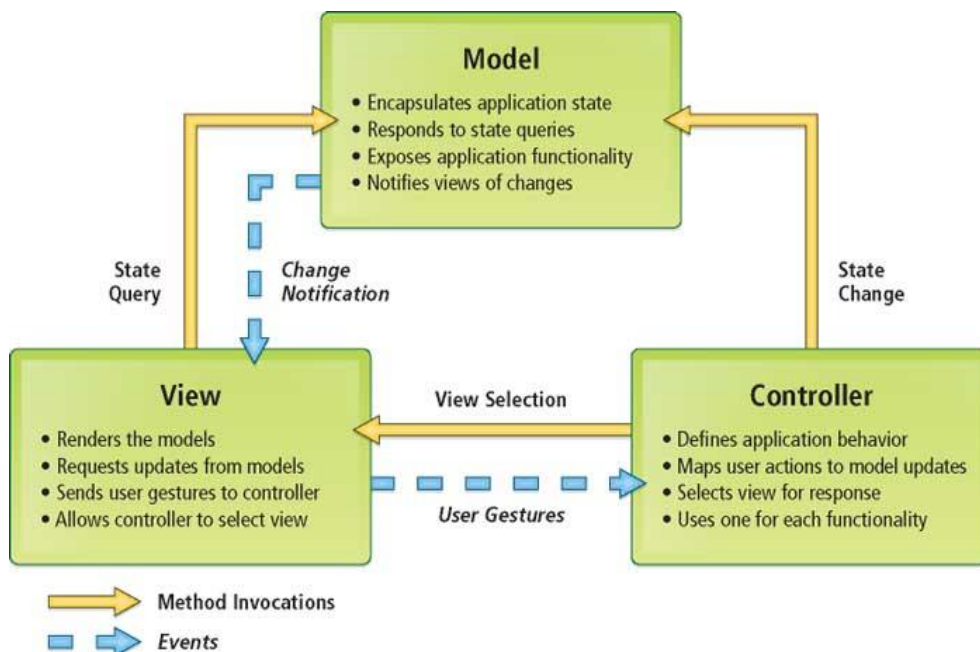 Model
• Encapsulates application state
• Responds to state queries
• Exposes application functionality
• Notifies views of changes
State
Query
Change
Notification
State
Change
View
• Renders the models
• Requests updates from models
• Sends user gestures to controller
• Allows controller to select view
View Selection
User Gestures
Controller
• Defines application behavior
• Maps user actions to model updates
• Selects view for response
• Uses one for each functionality
Method Invocations
Events